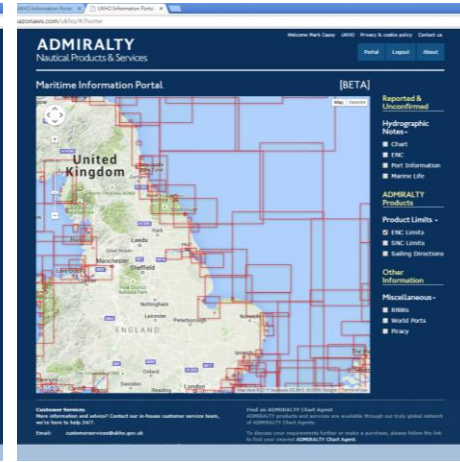 UKHO Information Portal
UKHO Information Portal
ADMIRALTY
Nautical Products & Services
Welcome Mark Casey UKHO Privacy & cookie policy Contact us
Portal Logout About
Maritime Information Portal [BETA]
Map Satellite
United
Kingdom
York
Leeds
Hull
Manchester
Liverpool
Sheffield
Nottingham
Leicester
Peterborough
Norwich
ENGLAND
Oxford
Swindon
London
Reading
Reported &
Unconfirmed
Hydrographic
Notes
Chart
ENC
Port Information
Marine Life
ADMIRALTY
Products
Product Limits
ENC Limits
SNC Limits
Sailing Directions
Other
Information
Miscellaneous
RNWs
World Ports
Piracy
Customer Services
More information and advice? Contact our in-house customer service team,
we're here to help 24/7.
Email: customerservices@ukho.gov.uk
Find an ADMIRALTY Chart Agent
ADMIRALTY products and services are available through our truly global network
of ADMIRALTY Chart Agents.
To discuss your requirements further or make a purchase, please follow the link
to find your nearest ADMIRALTY Chart Agent.